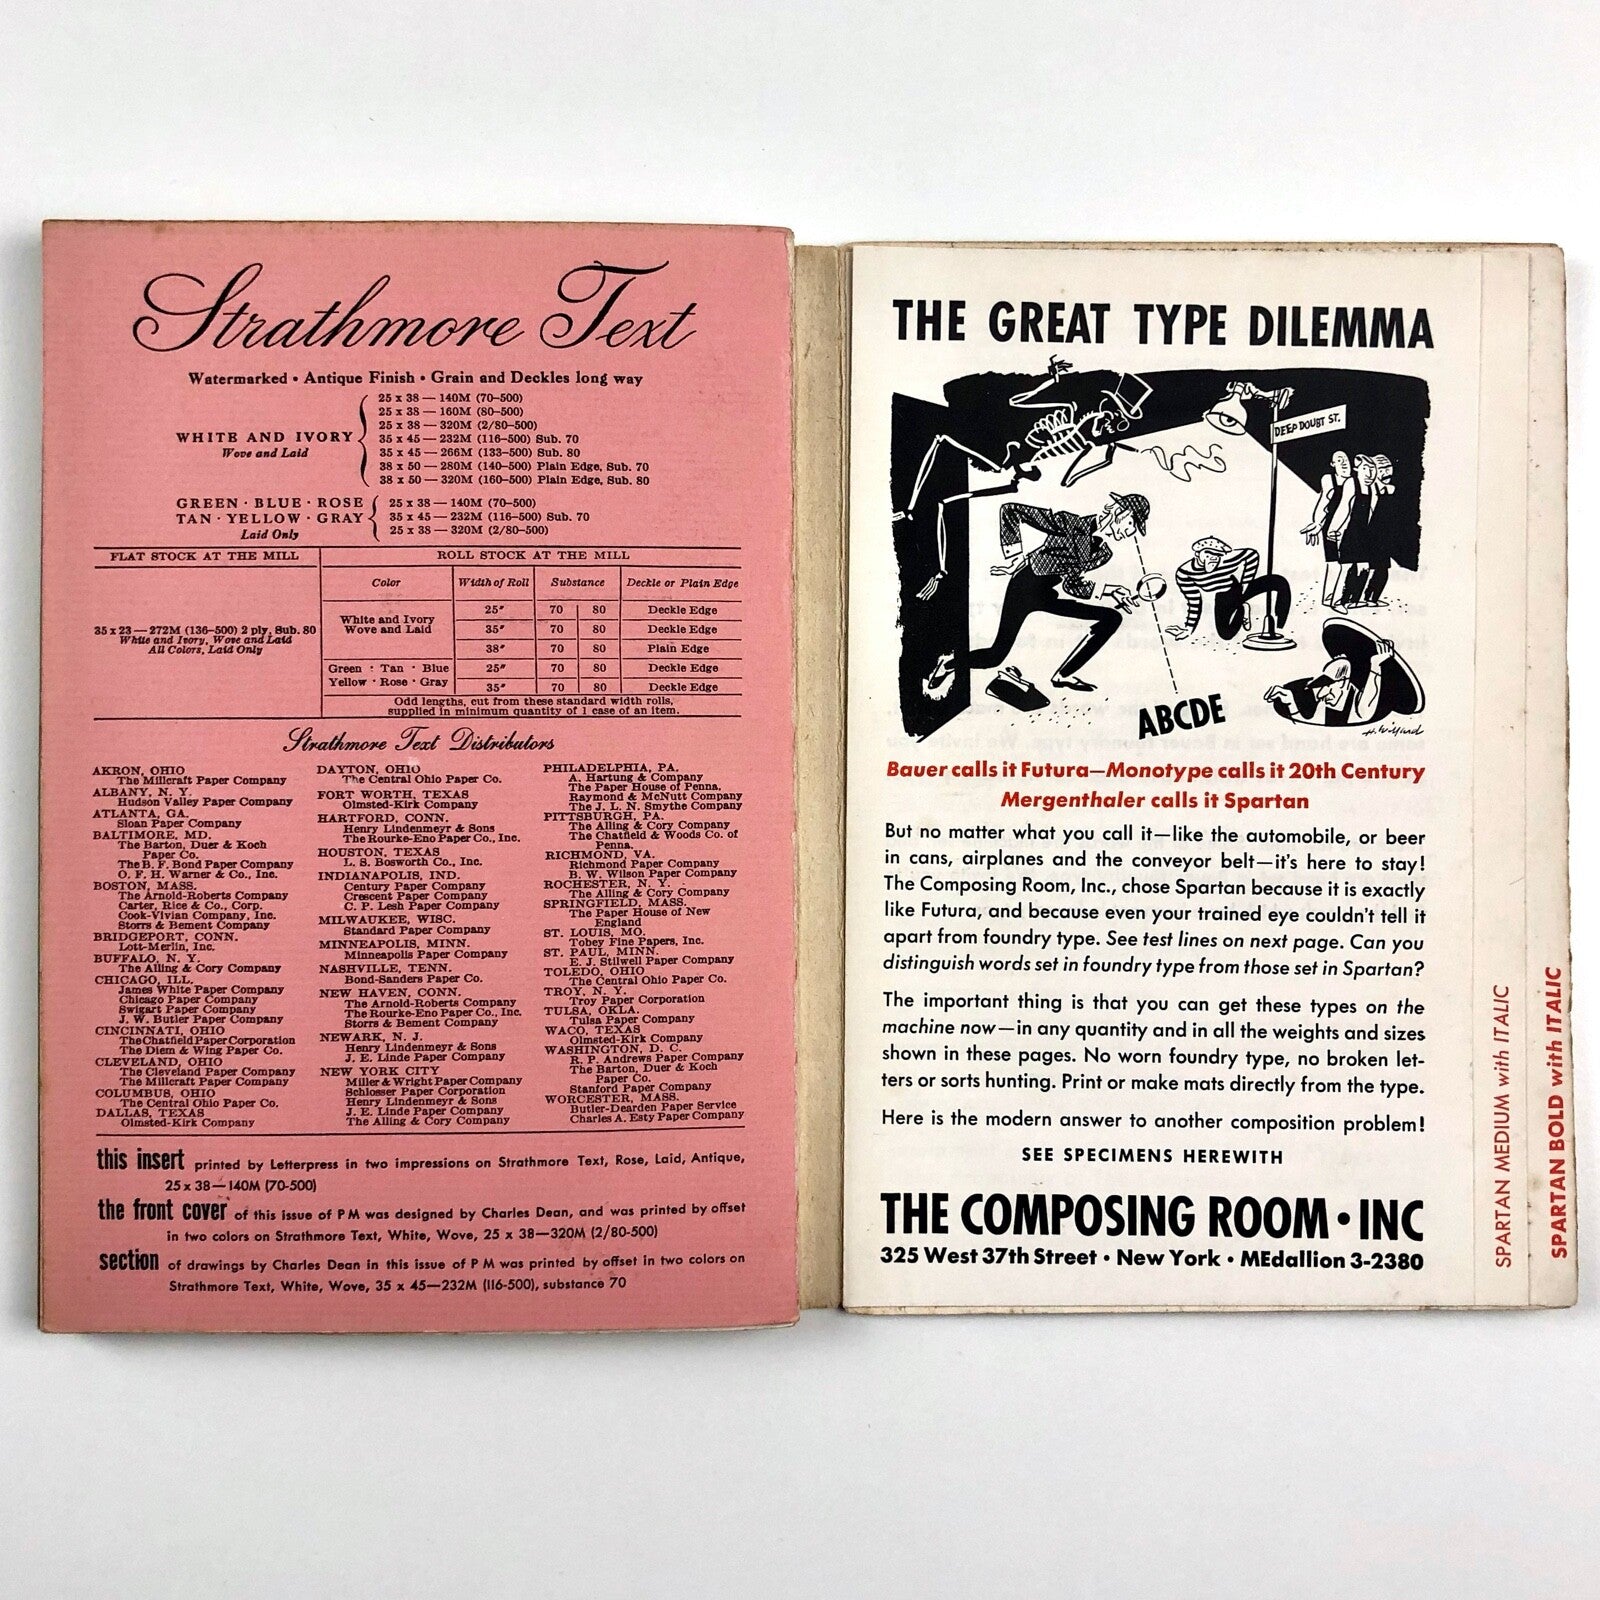 Strathmore Text
Watermarked • Antique Finish • Grain and Deckles long way
WHITE AND IVORY
Wove and Laid
25 x 38 — 140M (70–500)
25 x 38 — 160M (80–500)
25 x 38 — 320M (2/80–500)
35 x 45 — 232M (116–500) Sub. 70
35 x 45 — 266M (133–500) Sub. 80
38 x 50 — 280M (140–500) Plain Edge, Sub. 70
38 x 50 — 320M (160–500) Plain Edge, Sub. 80
GREEN · BLUE · ROSE
TAN · YELLOW · GRAY
Laid Only
25 x 38 — 140M (70–500)
35 x 45 — 232M (116–500) Sub. 70
25 x 38 — 320M (2/80–500)
FLAT STOCK AT THE MILL
35 x 23 — 272M (136–500) 2 ply, Sub. 80
White and Ivory, Wove and Laid
All Colors, Laid Only
ROLL STOCK AT THE MILL
Color Width of Roll Substance Deckle or Plain Edge
White and Ivory
Wove and Laid
25" 70 80 Deckle Edge
35" 70 80 Deckle Edge
38" 70 80 Plain Edge
Green · Tan · Blue
Yellow · Rose · Gray
25" 70 80 Deckle Edge
35" 70 80 Deckle Edge
Odd lengths, cut from these standard width rolls,
supplied in minimum quantity of 1 case of an item.
Strathmore Text Distributors
AKRON, OHIO
The Millcraft Paper Company
ALBANY, N. Y.
Hudson Valley Paper Company
ATLANTA, GA.
Sloan Paper Company
BALTIMORE, MD.
The Barton, Duer & Koch
Paper Co.
The B. F. Bond Paper Company
O. F. H. Warner & Co., Inc.
BOSTON, MASS.
The Arnold-Roberts Company
Carter, Rice & Co., Corp.
Cook-Vivian Company, Inc.
Storrs & Bement Company
BRIDGEPORT, CONN.
Lott-Merlin, Inc.
BUFFALO, N. Y.
The Alling & Cory Company
CHICAGO, ILL.
James White Paper Company
Chicago Paper Company
Swigart Paper Company
J. W. Butler Paper Company
CINCINNATI, OHIO
The Chatfield Paper Corporation
The Diem & Wing Paper Co.
CLEVELAND, OHIO
The Cleveland Paper Company
The Millcraft Paper Company
COLUMBUS, OHIO
The Central Ohio Paper Co.
DALLAS, TEXAS
Olmsted-Kirk Company
DAYTON, OHIO
The Central Ohio Paper Co.
FORT WORTH, TEXAS
Olmsted-Kirk Company
HARTFORD, CONN.
Henry Lindenmeyr & Sons
The Rourke-Eno Paper Co., Inc.
HOUSTON, TEXAS
L. S. Bosworth Co., Inc.
INDIANAPOLIS, IND.
Century Paper Company
Crescent Paper Company
C. P. Lesh Paper Company
MILWAUKEE, WISC.
Standard Paper Company
MINNEAPOLIS, MINN.
Minneapolis Paper Company
NASHVILLE, TENN.
Bond-Sanders Paper Co.
NEW HAVEN, CONN.
The Arnold-Roberts Company
The Rourke-Eno Paper Co., Inc.
Storrs & Bement Company
NEWARK, N. J.
Henry Lindenmeyr & Sons
J. E. Linde Paper Company
NEW YORK CITY
Miller & Wright Paper Company
Schlosser Paper Corporation
Henry Lindenmeyr & Sons
J. E. Linde Paper Company
The Alling & Cory Company
PHILADELPHIA, PA.
A. Hartung & Company
The Paper House of Penna.
Raymond & McNutt Company
The J. L. N. Smythe Company
PITTSBURGH, PA.
The Alling & Cory Company
The Chatfield & Woods Co. of
Penna.
RICHMOND, VA.
Richmond Paper Company
B. W. Wilson Paper Company
ROCHESTER, N. Y.
The Alling & Cory Company
SPRINGFIELD, MASS.
The Paper House of New
England
ST. LOUIS, MO.
Tobey Fine Papers, Inc.
ST. PAUL, MINN.
E. J. Stilwell Paper Company
TOLEDO, OHIO
The Central Ohio Paper Co.
TROY, N. Y.
Troy Paper Corporation
TULSA, OKLA.
Tulsa Paper Company
WACO, TEXAS
Olmsted-Kirk Company
WASHINGTON, D. C.
R. P. Andrews Paper Company
The Barton, Duer & Koch
Paper Co.
Stanford Paper Company
WORCESTER, MASS.
Butler-Dearden Paper Service
Charles A. Esty Paper Company
this insert printed by Letterpress in two impressions on Strathmore Text, Rose, Laid, Antique,
25 x 38—140M (70-500)
the front cover of this issue of PM was designed by Charles Dean, and was printed by offset
in two colors on Strathmore Text, White, Wove, 25 x 38—320M (2/80-500)
section of drawings by Charles Dean in this issue of PM was printed by offset in two colors on
Strathmore Text, White, Wove, 35 x 45—232M (116-500), substance 70
THE GREAT TYPE DILEMMA
DEEP DOUBT ST.
ABCDE
H. Willard
Bauer calls it Futura—Monotype calls it 20th Century
Mergenthaler calls it Spartan
But no matter what you call it—like the automobile, or beer
in cans, airplanes and the conveyor belt—it's here to stay!
The Composing Room, Inc., chose Spartan because it is exactly
like Futura, and because even your trained eye couldn't tell it
apart from foundry type. See test lines on next page. Can you
distinguish words set in foundry type from those set in Spartan?
The important thing is that you can get these types on the
machine now—in any quantity and in all the weights and sizes
shown in these pages. No worn foundry type, no broken let-
ters or sorts hunting. Print or make mats directly from the type.
Here is the modern answer to another composition problem!
SEE SPECIMENS HEREWITH
THE COMPOSING ROOM • INC
325 West 37th Street • New York • MEdallion 3-2380
SPARTAN MEDIUM with ITALIC
SPARTAN BOLD with ITALIC